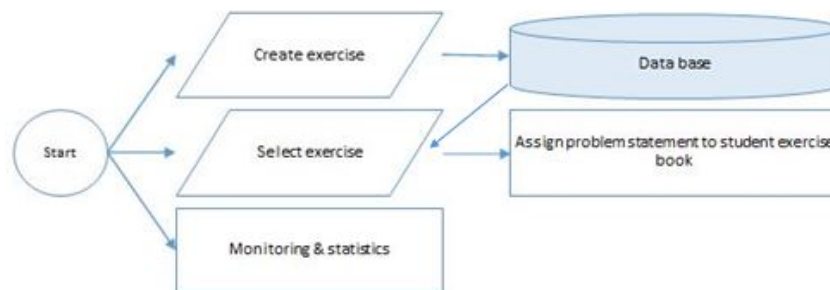 Create exercise
Data base
Start
Select exercise
Assign problem statement to student exercise
book
Monitoring & statistics